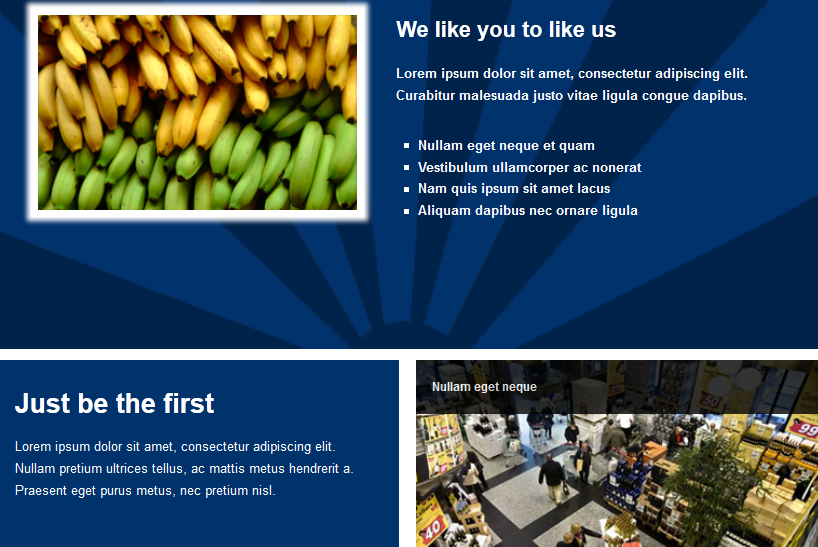 We like you to like us
Lorem ipsum dolor sit amet, consectetur adipiscing elit.
Curabitur malesuada justo vitae ligula congue dapibus.
Nullam eget neque et quam
Vestibulum ullamcorper ac nonerat
Nam quis ipsum sit amet lacus
Aliquam dapibus nec ornare ligula
Just be the first
Lorem ipsum dolor sit amet, consectetur adipiscing elit.
Nullam pretium ultrices tellus, ac mattis metus hendrerit a.
Praesent eget purus metus, nec pretium nisl.
Nullam eget neque
99
40